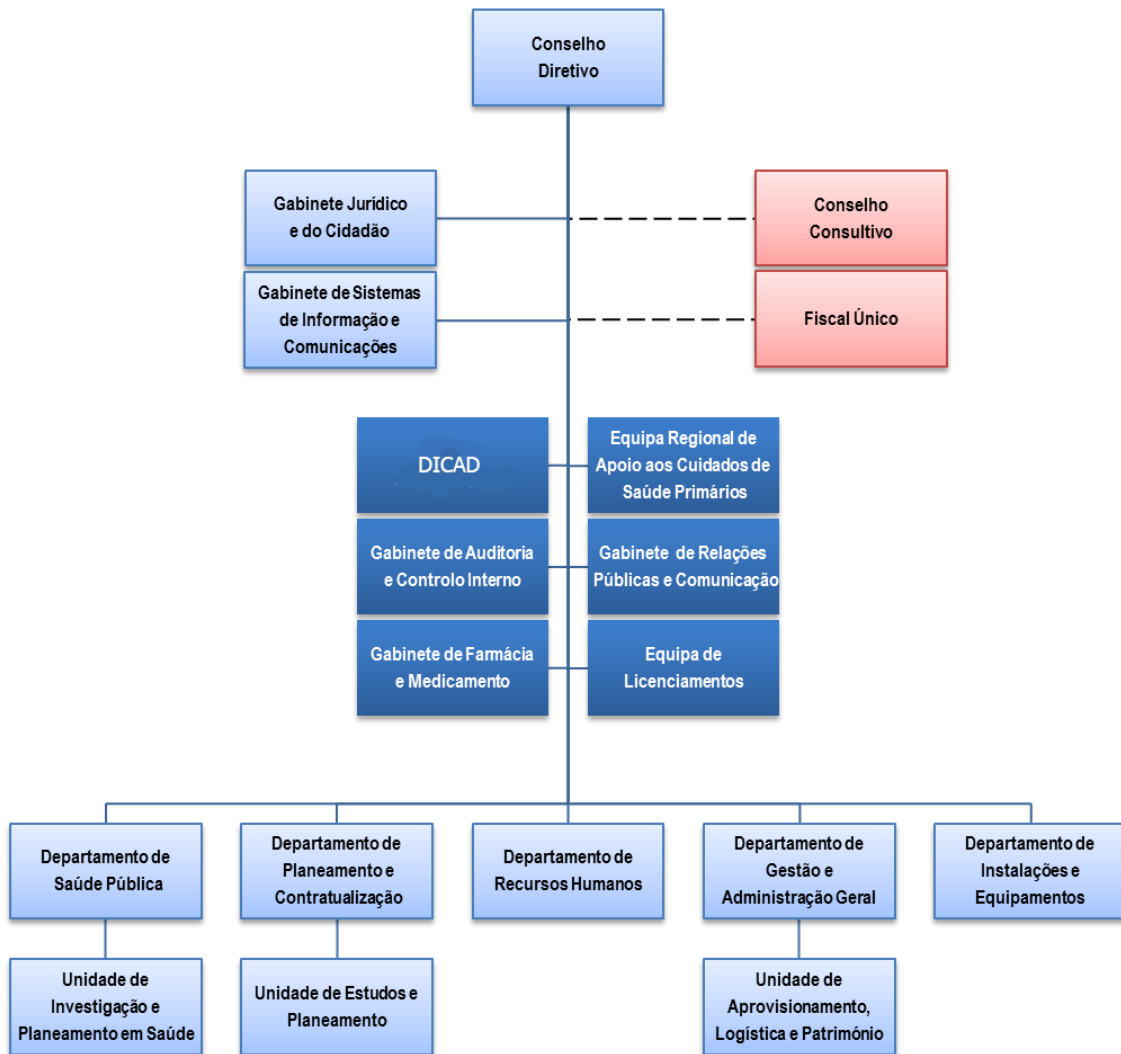 Conselho
Diretivo
Gabinete Jurídico
e do Cidadão
Conselho
Consultivo
Gabinete de Sistemas
de Informação e
Comunicações
Fiscal Único
DICAD
Equipa Regional de
Apoio aos Cuidados de
Saúde Primários
Gabinete de Auditoria
e Controlo Interno
Gabinete de Relações
Públicas e Comunicação
Gabinete de Farmácia
e Medicamento
Equipa de
Licenciamentos
Departamento de
Saúde Pública
Departamento de
Planeamento e
Contratualização
Departamento de
Recursos Humanos
Departamento de
Gestão e
Administração Geral
Departamento de
Instalações e
Equipamentos
Unidade de
Investigação e
Planeamento em Saúde
Unidade de Estudos e
Planeamento
Unidade de
Aprovisionamento,
Logística e Património